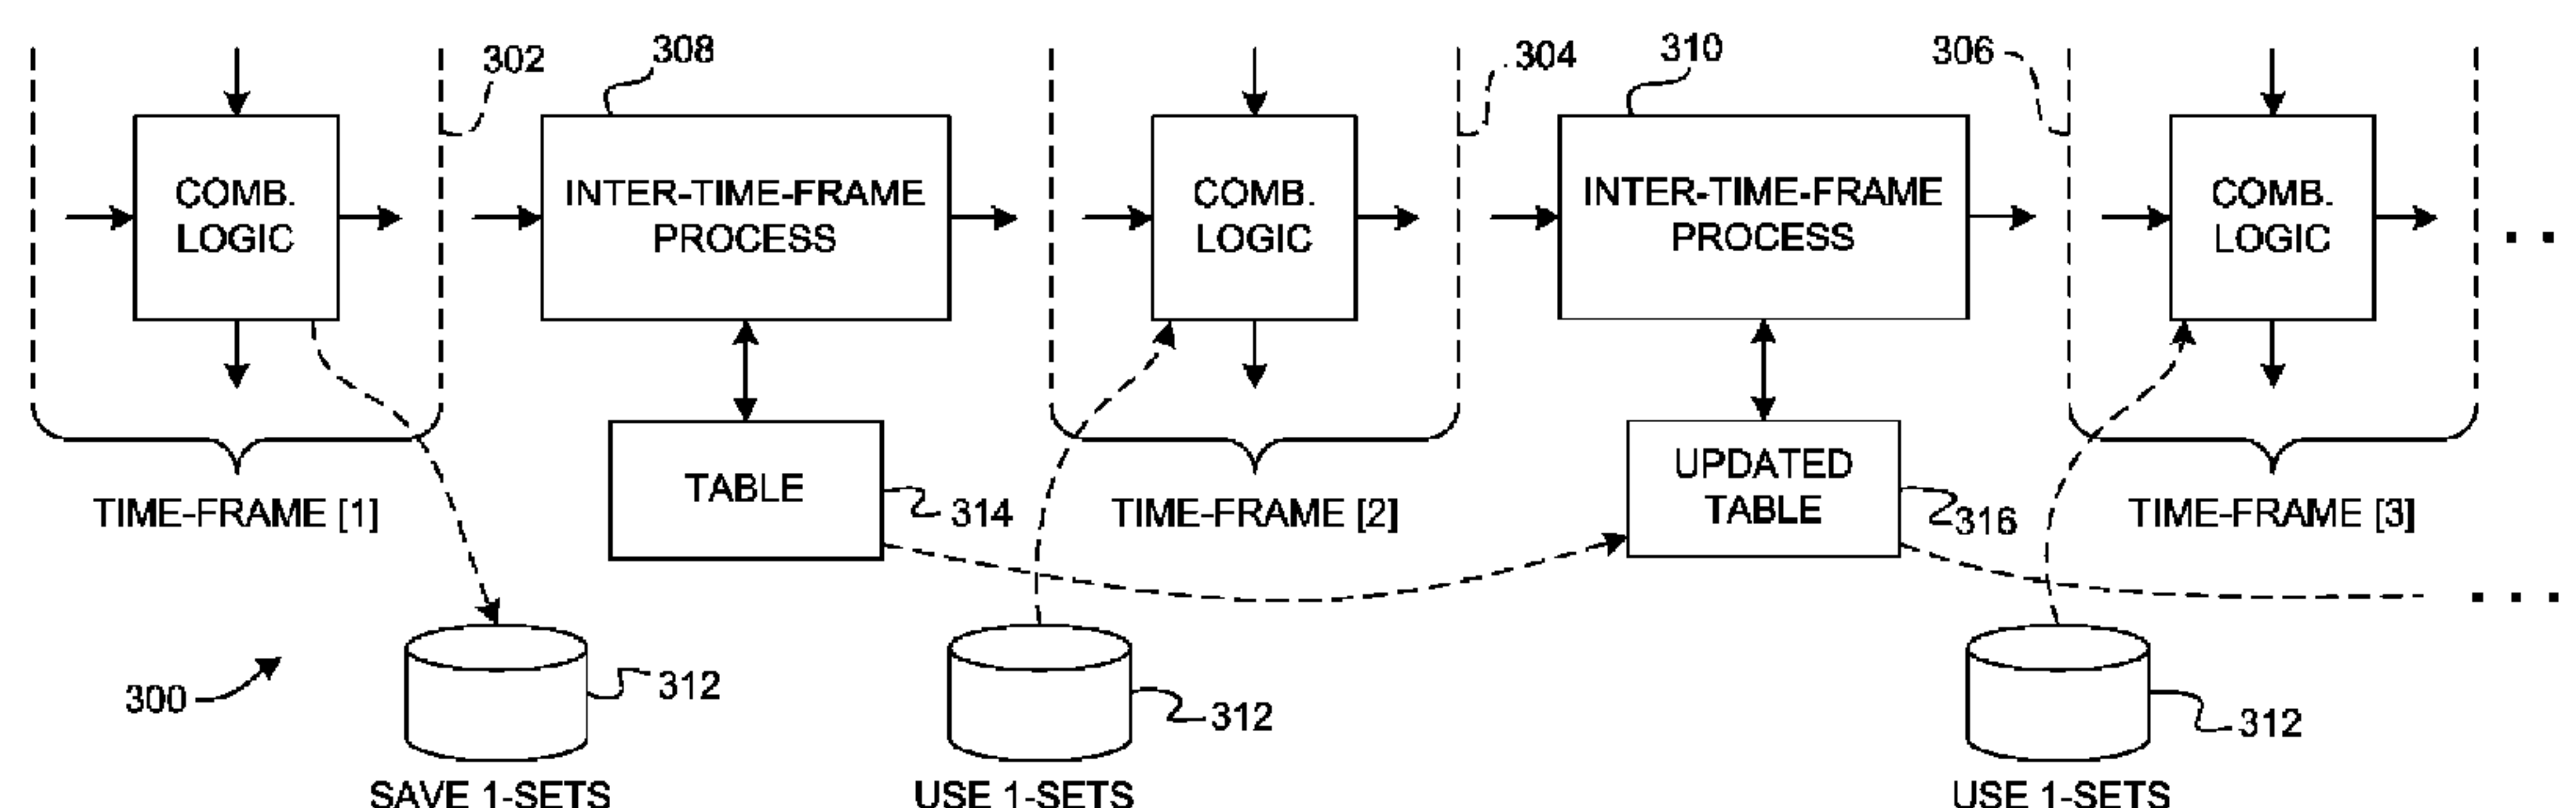 302
308
304
310
306
COMB.
LOGIC
INTER-TIME-FRAME
PROCESS
COMB.
LOGIC
INTER-TIME-FRAME
PROCESS
COMB.
LOGIC
. .
TIME-FRAME [1]
TABLE
314
TIME-FRAME [2]
UPDATED
TABLE
316
TIME-FRAME [3]
. . .
300
312
312
312
SAVE 1-SETS
USE 1-SETS
USE 1-SETS